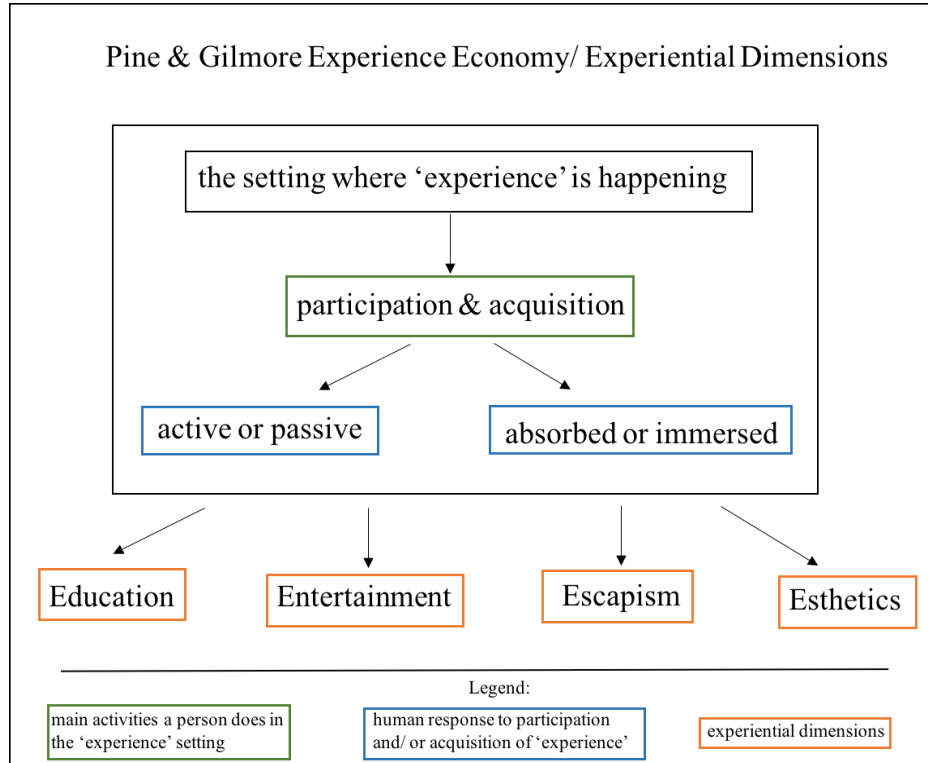 Pine & Gilmore Experience Economy/ Experiential Dimensions
the setting where ‘experience’ is happening
participation & acquisition
active or passive
absorbed or immersed
Education
Entertainment
Escapism
Esthetics
Legend:
main activities a person does in
the ‘experience’ setting
human response to participation
and/ or acquisition of ‘experience’
experiential dimensions